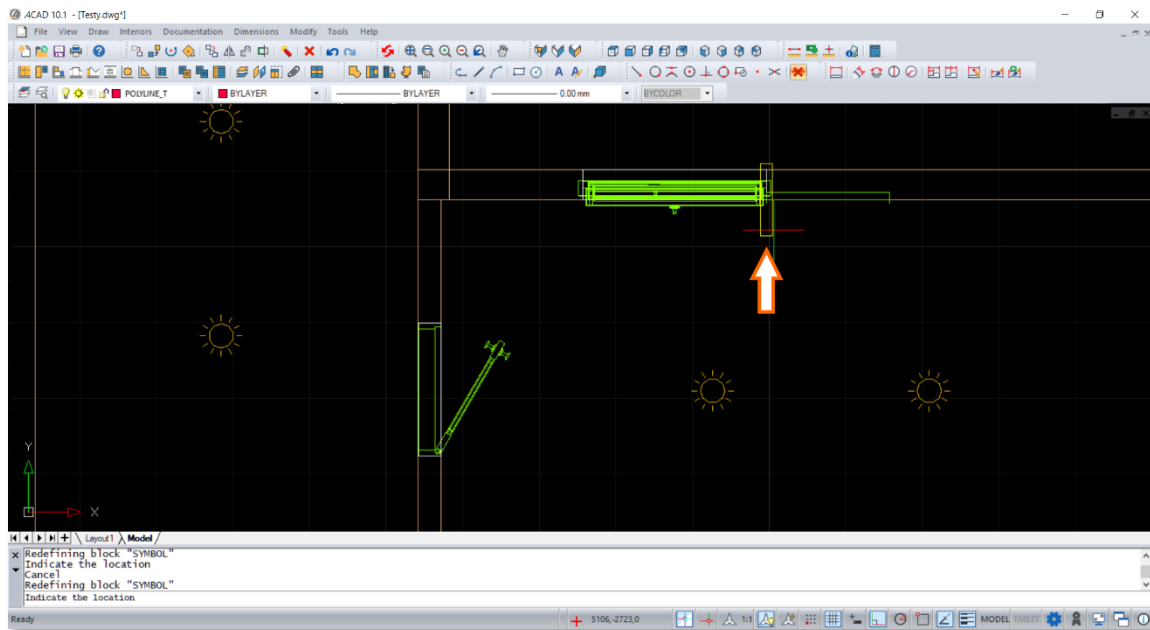 .4CAD 10.1 - [Testy.dwg*]
File View Draw Interiors Documentation Dimensions Modify Tools Help
POLYLINE_T BYLAYER BYLAYER 0.00 mm BYCOLOR
Y
X
Layout1 Model
Redefining block "SYMBOL"
Indicate the location
Cancel
Redefining block "SYMBOL"
Indicate the location
Ready 5106,-2723,0 1:1 MODEL TABLET